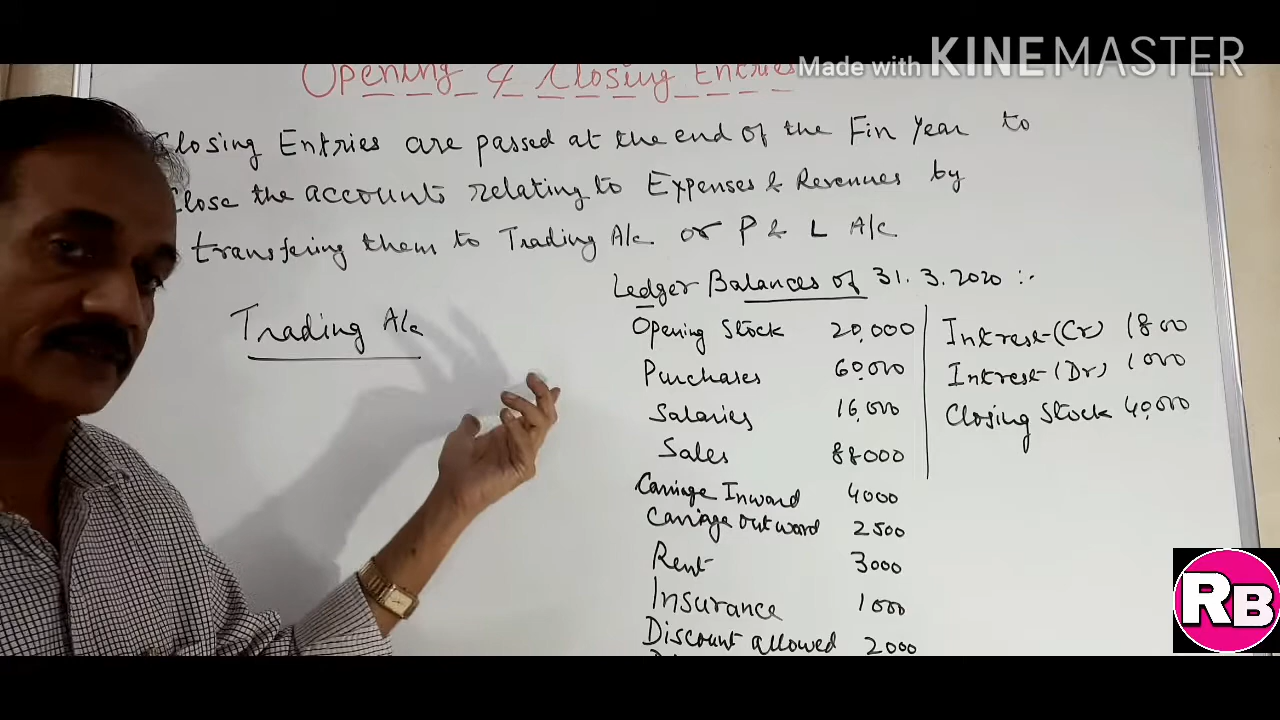 Made with KINEMASTER
Opening & Closing Entries
Closing Entries are passed at the end of the Fin Year to
Close the accounts relating to Expenses & Revenues by
transfering them to Trading A/c or P & L A/c
Trading A/c
Ledger Balances of 31.3.2020 :-
Opening Stock 20,000
Purchases 60,000
Salaries 16,000
Sales 88000
Carriage Inward 4000
Carriage outward 2500
Rent 3000
Insurance 1000
Discount allowed 2000
Intrest (Cr) 1800
Intrest (Dr) 1000
Closing Stock 40,000
RB